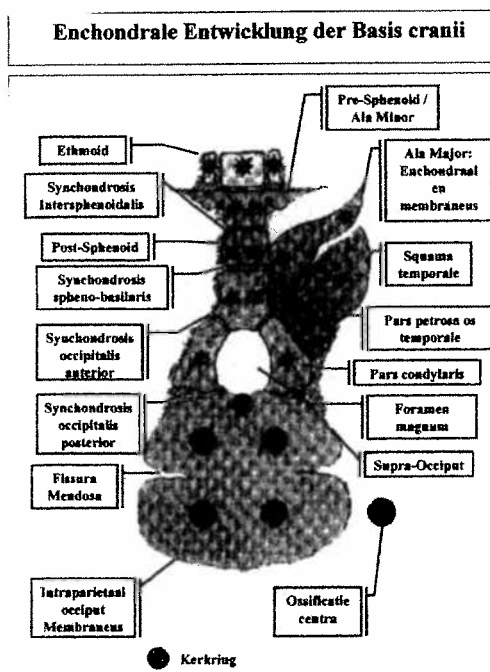 Enchondrale Entwicklung der Basis cranii
Pre-Sphenoid /
Ala Minor
Ethmoid
Ala Major:
Enchondraal
en
membraneus
Synchondrosis
Intersphenoidalis
Post-Sphenoid
Squama
temporale
Synchondrosis
spheno-basilaris
Pars petrosa os
temporale
Synchondrosis
occipitalis
anterior
Pars condylaris
Synchondrosis
occipitalis
posterior
Foramen
magnum
Supra-Occiput
Fissura
Mendosa
Intraparietaal
occiput
Membraneus
Ossificatie
centra
Kerkring